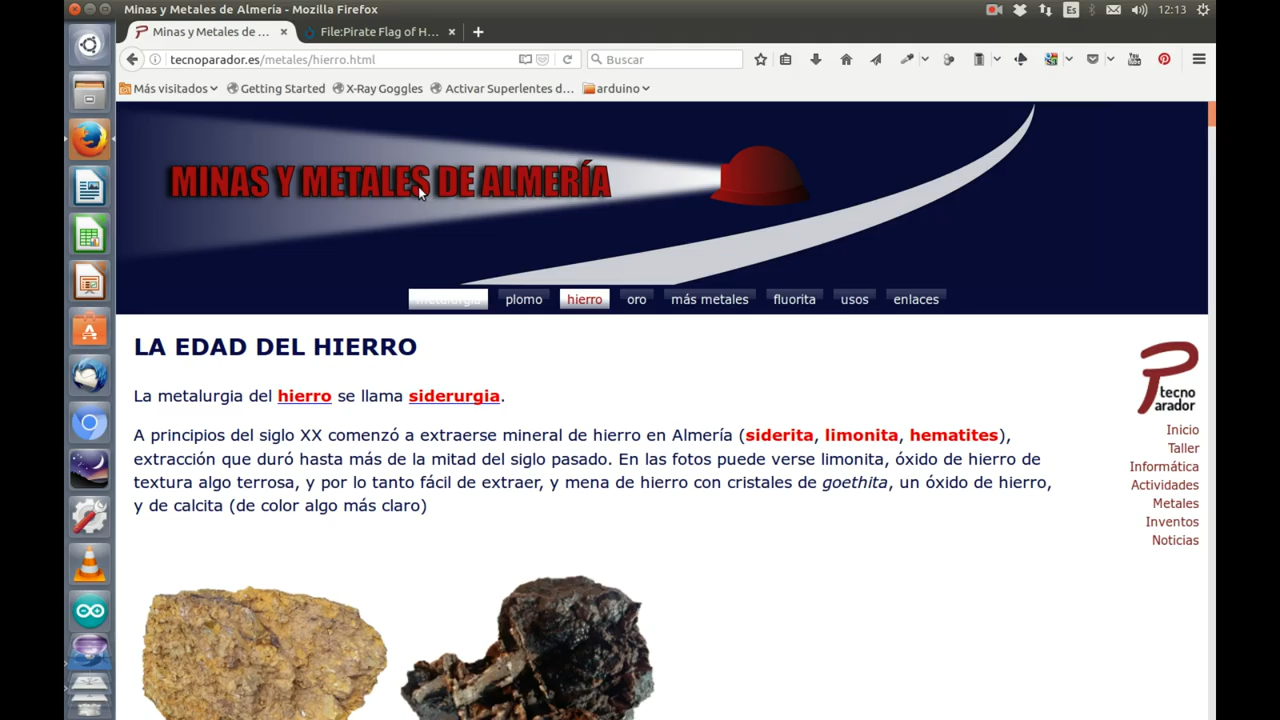 Minas y Metales de Almería - Mozilla Firefox
Es
12:13
Minas y Metales de ...
File:Pirate Flag of H...
tecnoparador.es/metales/hierro.html
Buscar
Más visitados
Getting Started
X-Ray Goggles
Activar Superlentes d...
arduino
MINAS Y METALES DE ALMERÍA
metalurgia
plomo
hierro
oro
más metales
fluorita
usos
enlaces
LA EDAD DEL HIERRO
La metalurgia del hierro se llama siderurgia.
A principios del siglo XX comenzó a extraerse mineral de hierro en Almería (siderita, limonita, hematites),
extracción que duró hasta más de la mitad del siglo pasado. En las fotos puede verse limonita, óxido de hierro de
textura algo terrosa, y por lo tanto fácil de extraer, y mena de hierro con cristales de goethita, un óxido de hierro,
y de calcita (de color algo más claro)
tecno
parador
Inicio
Taller
Informática
Actividades
Metales
Inventos
Noticias